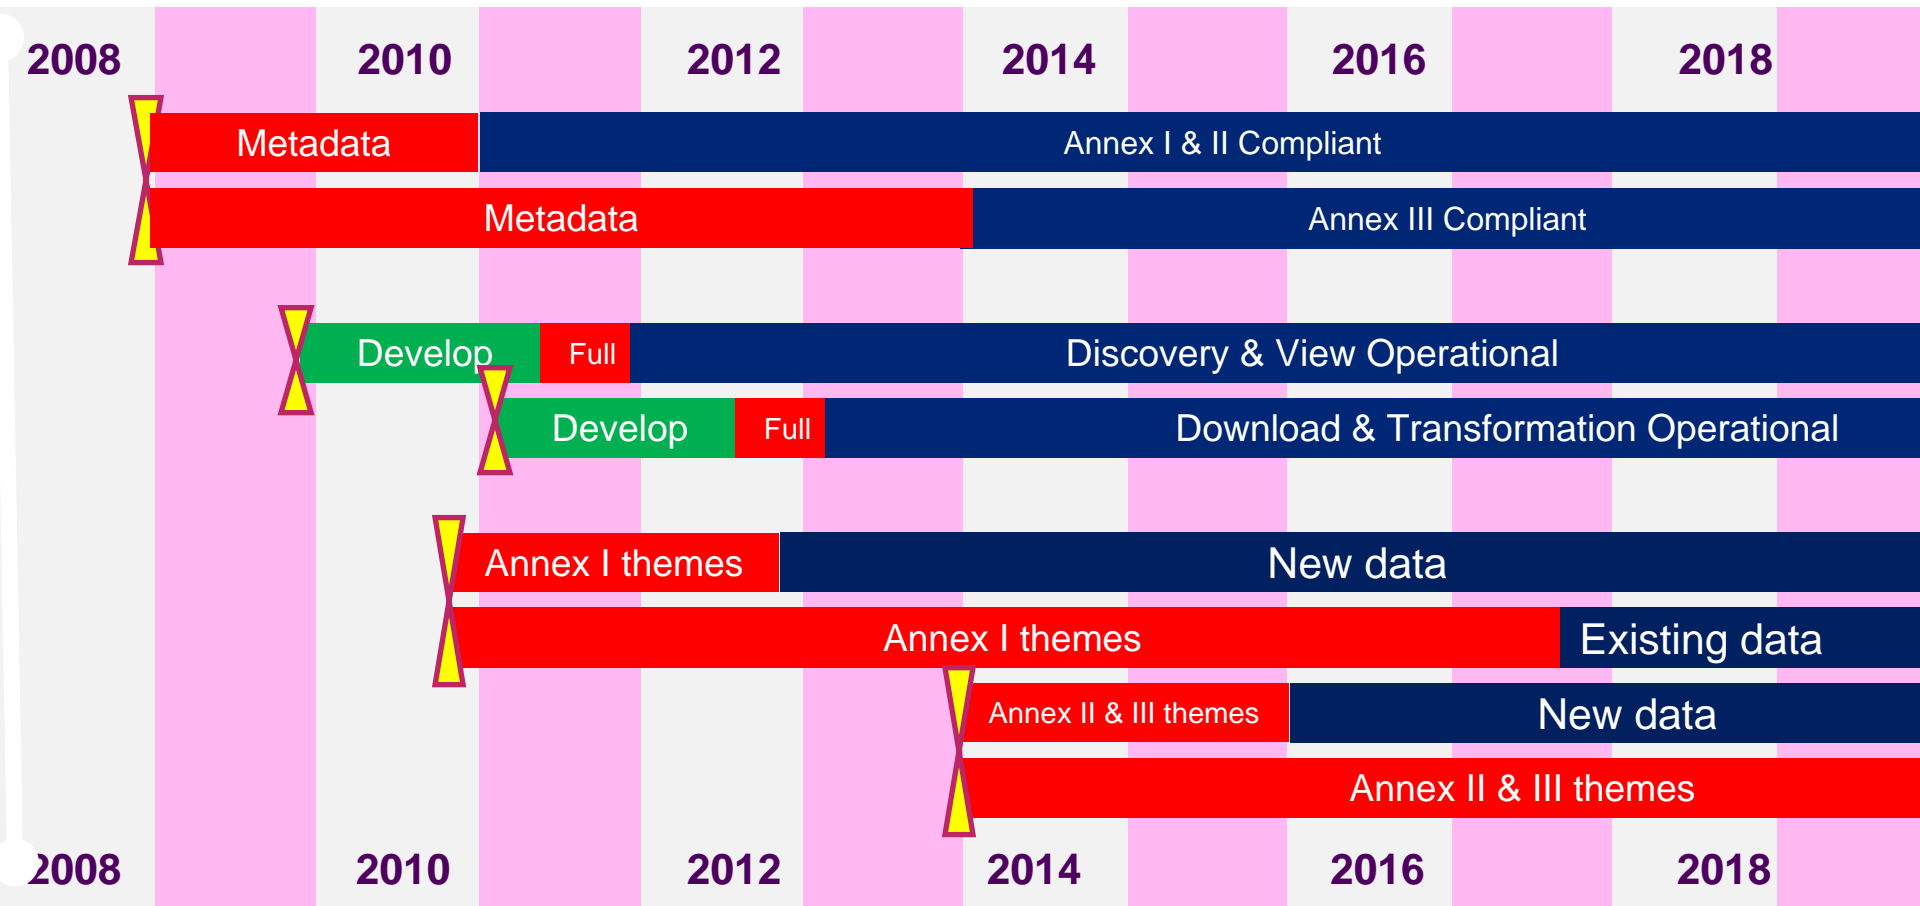 2008 2010 2012 2014 2016 2018
Metadata Annex I & II Compliant
Metadata Annex III Compliant
Develop Full Discovery & View Operational
Develop Full Download & Transformation Operational
Annex I themes New data
Annex I themes Existing data
Annex II & III themes New data
Annex II & III themes
2008 2010 2012 2014 2016 2018